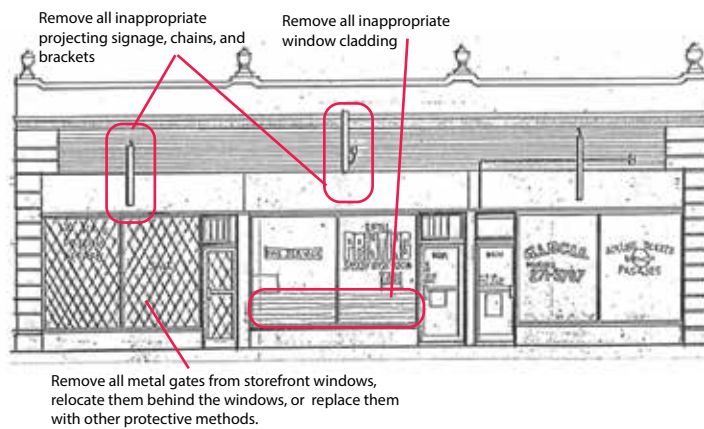 Remove all inappropriate
projecting signage, chains, and
brackets
Remove all inappropriate
window cladding
PRINTING
Remove all metal gates from storefront windows,
relocate them behind the windows, or replace them
with other protective methods.